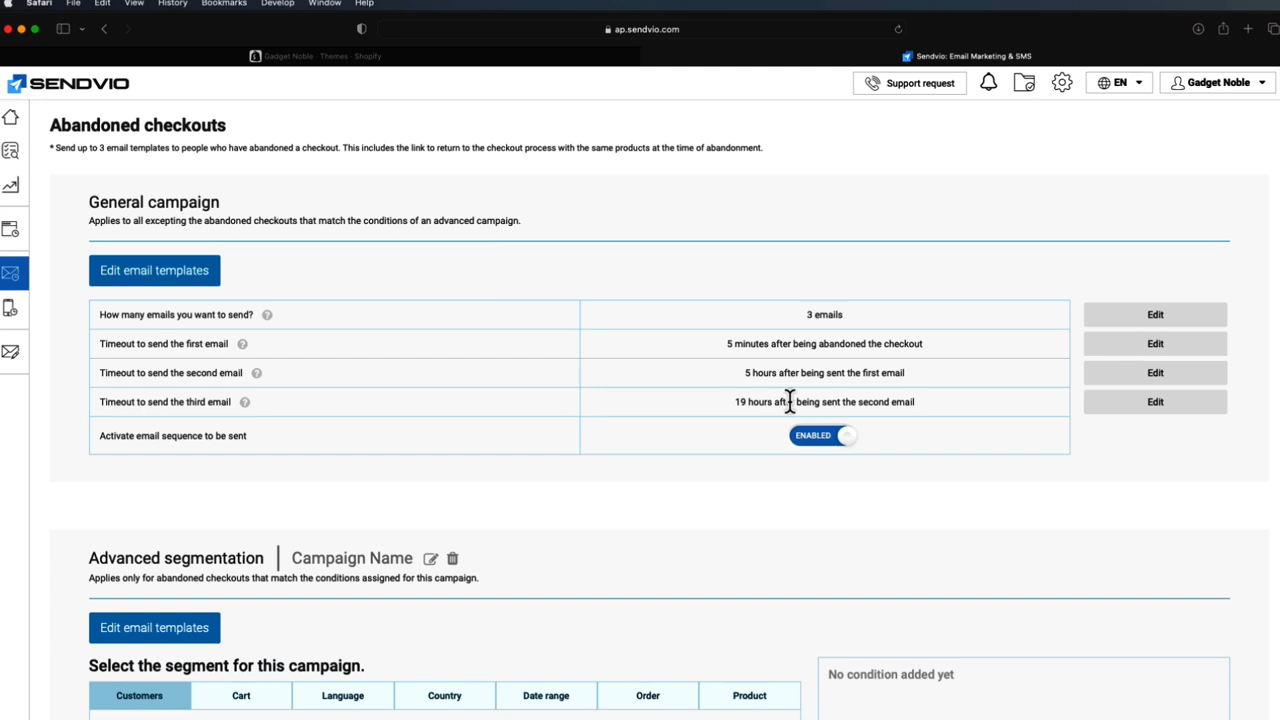 Safari File Edit View History Bookmarks Develop Window Help
ap.sendvio.com
Gadget Noble · Themes · Shopify
Sendvio: Email Marketing & SMS
SENDVIO
Support request
EN
Gadget Noble
Abandoned checkouts
* Send up to 3 email templates to people who have abandoned a checkout. This includes the link to return to the checkout process with the same products at the time of abandonment.
General campaign
Applies to all excepting the abandoned checkouts that match the conditions of an advanced campaign.
Edit email templates
How many emails you want to send? ? 3 emails Edit
Timeout to send the first email ? 5 minutes after being abandoned the checkout Edit
Timeout to send the second email ? 5 hours after being sent the first email Edit
Timeout to send the third email ? 19 hours after being sent the second email Edit
Activate email sequence to be sent ENABLED
Advanced segmentation | Campaign Name
Applies only for abandoned checkouts that match the conditions assigned for this campaign.
Edit email templates
Select the segment for this campaign.
No condition added yet
Customers Cart Language Country Date range Order Product